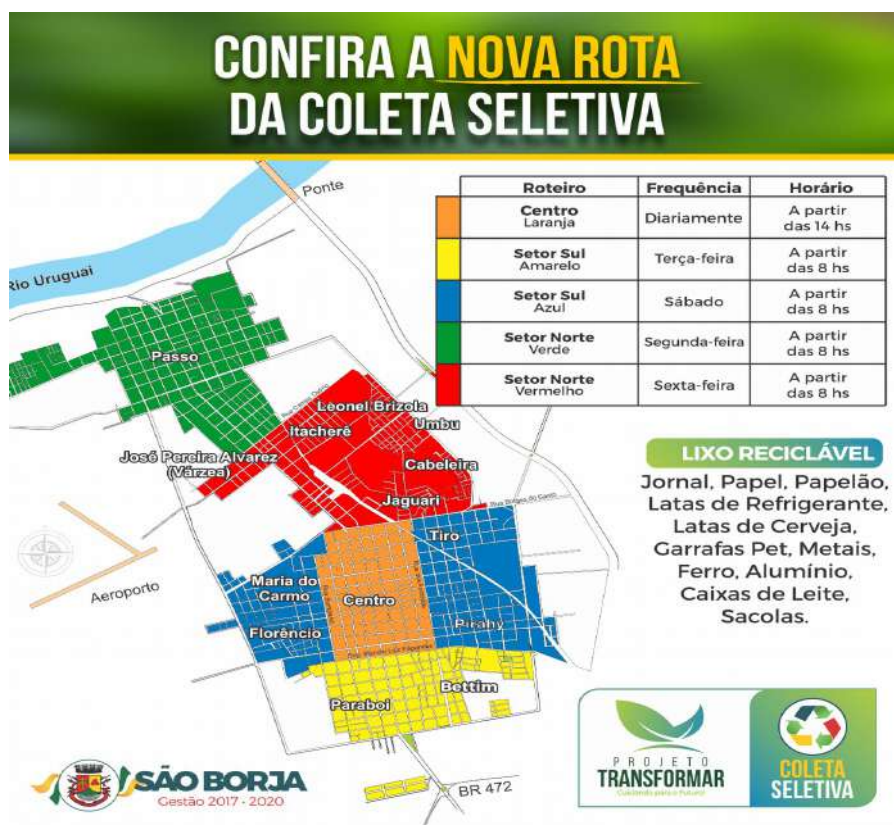 CONFIRA A NOVA ROTA
DA COLETA SELETIVA
Ponte
Rio Uruguai
Roteiro Frequência Horário
Centro
Laranja
Diariamente
A partir
das 14 hs
Setor Sul
Amarelo
Terça-feira
A partir
das 8 hs
Setor Sul
Azul
Sábado
A partir
das 8 hs
Setor Norte
Verde
Segunda-feira
A partir
das 8 hs
Setor Norte
Vermelho
Sexta-feira
A partir
das 8 hs
Passo
Leonel Brizola
Itacherê
Umbu
José Pereira Alvarez
(Várzea)
Cabeleira
Jaguari
Tiro
Maria do
Carmo
Centro
Florêncio
Pirahy
Bettim
Paraboi
Aeroporto
BR 472
LIXO RECICLÁVEL
Jornal, Papel, Papelão,
Latas de Refrigerante,
Latas de Cerveja,
Garrafas Pet, Metais,
Ferro, Alumínio,
Caixas de Leite,
Sacolas.
SÃO BORJA
Gestão 2017 - 2020
PROJETO
TRANSFORMAR
Cuidando para o Futuro!
COLETA
SELETIVA